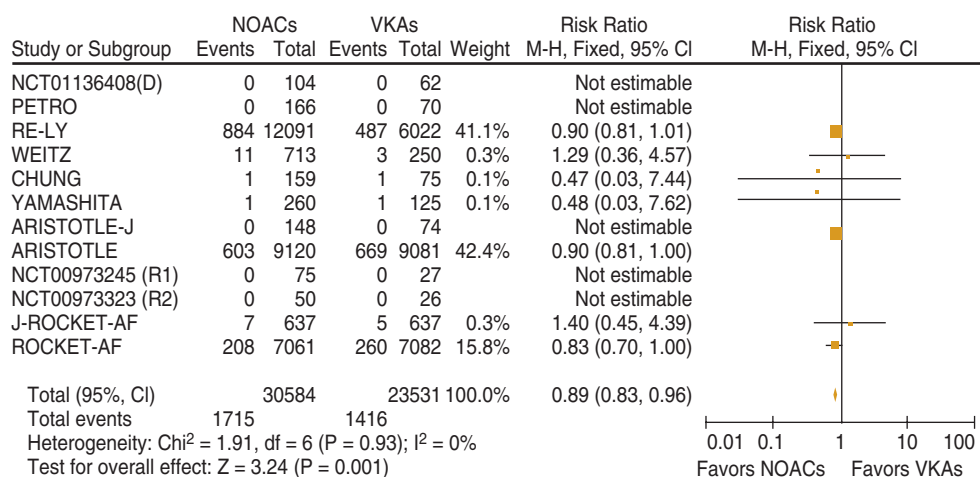 NOACs VKAs Risk Ratio Risk Ratio
Study or Subgroup Events Total Events Total Weight M-H, Fixed, 95% CI M-H, Fixed, 95% CI
NCT01136408(D) 0 104 0 62 Not estimable
PETRO 0 166 0 70 Not estimable
RE-LY 884 12091 487 6022 41.1% 0.90 (0.81, 1.01)
WEITZ 11 713 3 250 0.3% 1.29 (0.36, 4.57)
CHUNG 1 159 1 75 0.1% 0.47 (0.03, 7.44)
YAMASHITA 1 260 1 125 0.1% 0.48 (0.03, 7.62)
ARISTOTLE-J 0 148 0 74 Not estimable
ARISTOTLE 603 9120 669 9081 42.4% 0.90 (0.81, 1.00)
NCT00973245 (R1) 0 75 0 27 Not estimable
NCT00973323 (R2) 0 50 0 26 Not estimable
J-ROCKET-AF 7 637 5 637 0.3% 1.40 (0.45, 4.39)
ROCKET-AF 208 7061 260 7082 15.8% 0.83 (0.70, 1.00)
Total (95%, CI) 30584 23531 100.0% 0.89 (0.83, 0.96)
Total events 1715 1416
Heterogeneity: Chi² = 1.91, df = 6 (P = 0.93); I² = 0%
Test for overall effect: Z = 3.24 (P = 0.001)
0.01 0.1 1 10 100
Favors NOACs Favors VKAs